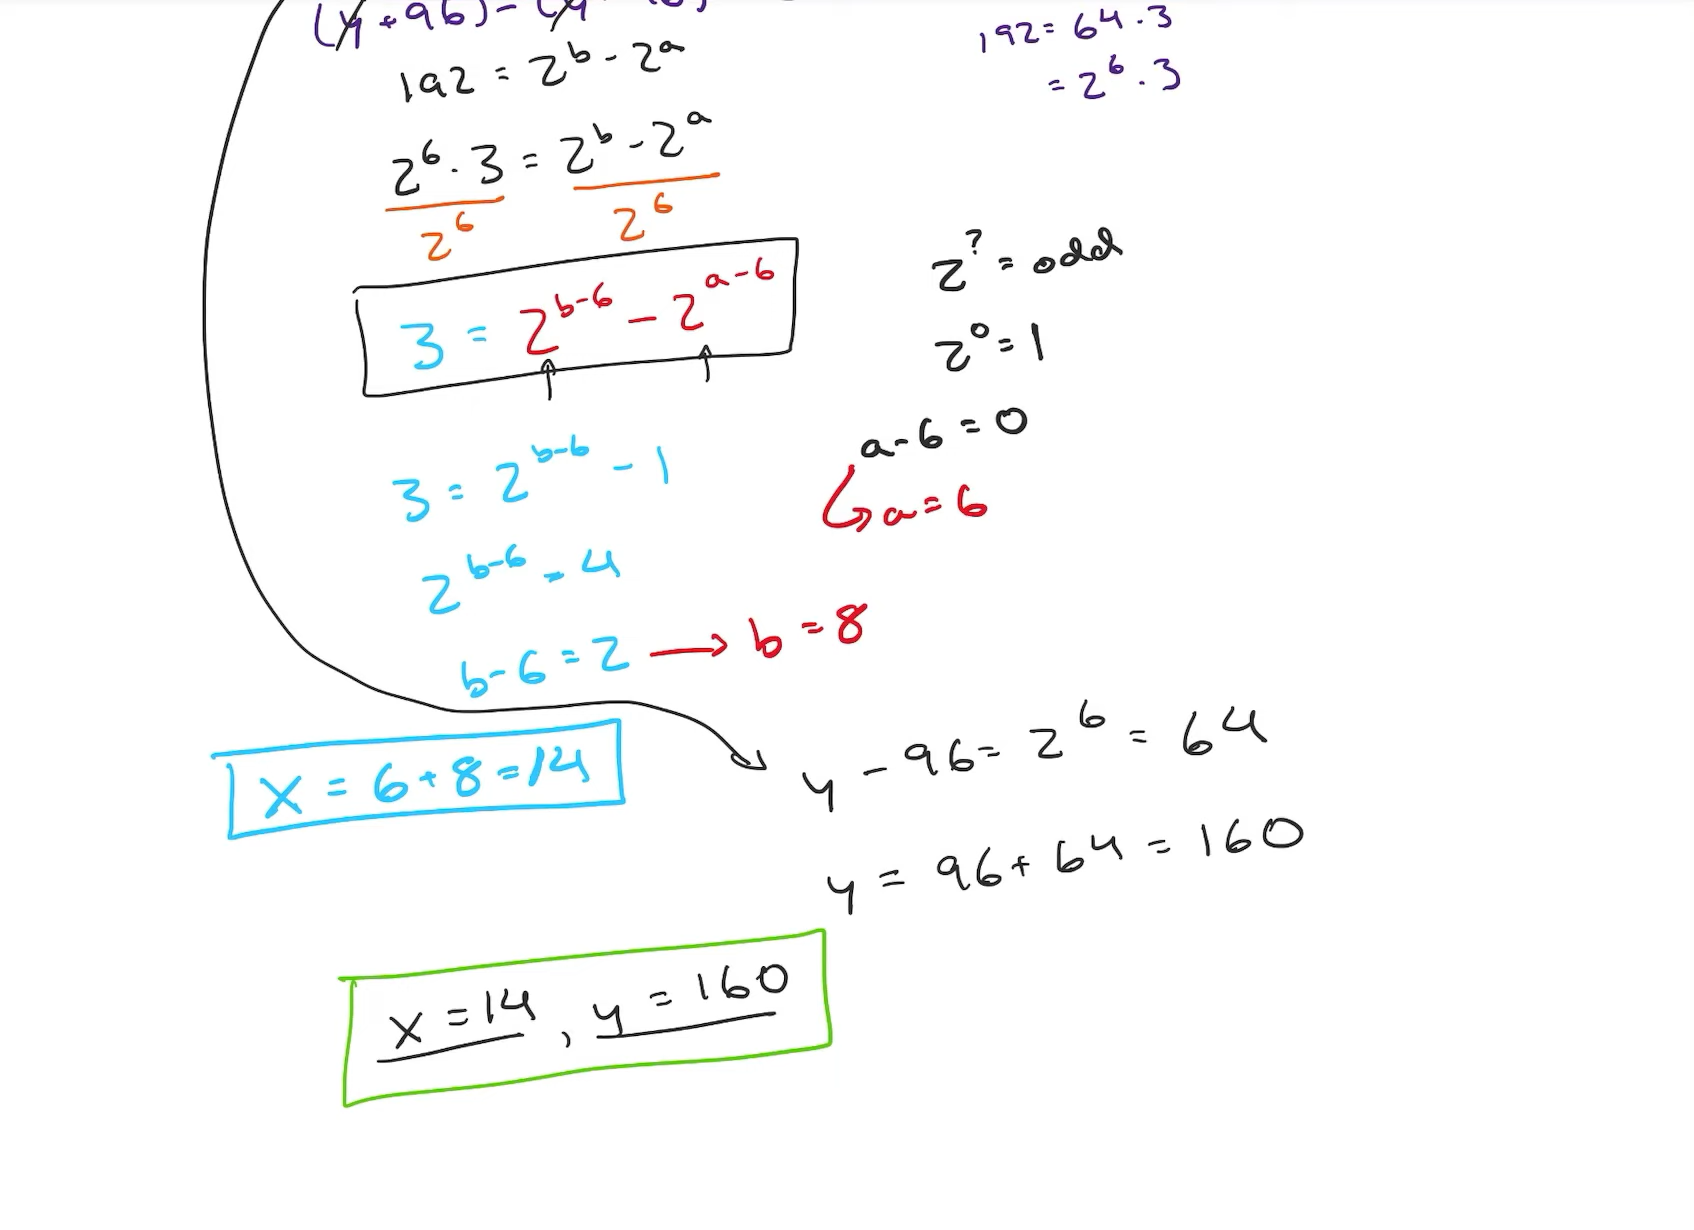 (y + 96) - (y
192 = 64 · 3
= 2^6 · 3
192 = 2^b - 2^a
2^6 · 3 = 2^b - 2^a
2^6 2^6
3 = 2^(b-6) - 2^(a-6)
2^? = odd
2^0 = 1
a - 6 = 0
a = 6
3 = 2^(b-6) - 1
2^(b-6) = 4
b - 6 = 2 → b = 8
x = 6 + 8 = 14
y - 96 = 2^6 = 64
y = 96 + 64 = 160
x = 14, y = 160